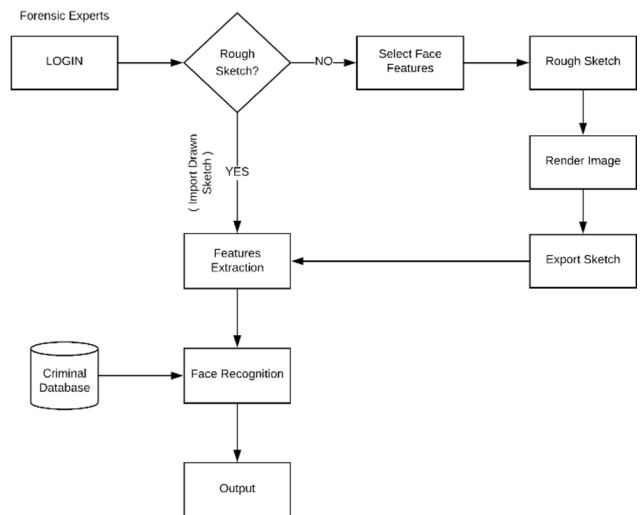 Forensic Experts
LOGIN
Rough
Sketch?
NO
Select Face
Features
Rough Sketch
Render Image
Export Sketch
( Import Drawn
Sketch )
YES
Features
Extraction
Criminal
Database
Face Recognition
Output